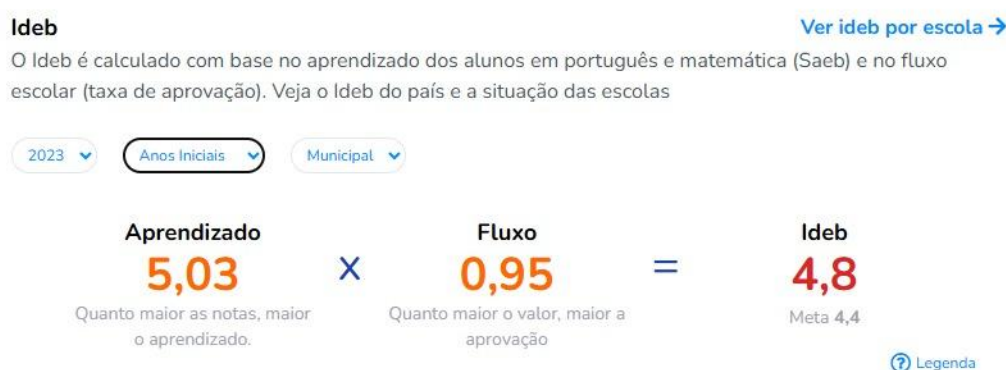 Ideb
Ver ideb por escola →
O Ideb é calculado com base no aprendizado dos alunos em português e matemática (Saeb) e no fluxo
escolar (taxa de aprovação). Veja o Ideb do país e a situação das escolas
2023
Anos Iniciais
Municipal
Aprendizado
5,03
Quanto maior as notas, maior
o aprendizado.
X
Fluxo
0,95
Quanto maior o valor, maior a
aprovação
=
Ideb
4,8
Meta 4,4
? Legenda